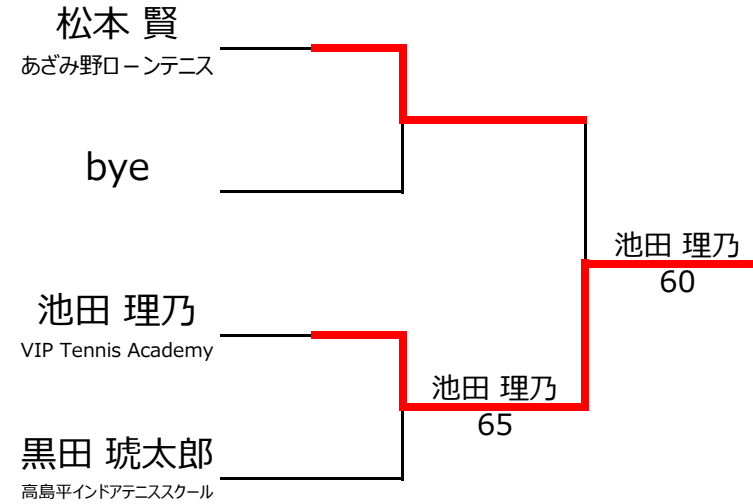 松本 賢
あざみ野ローンテニス
bye
池田 理乃
60
池田 理乃
VIP Tennis Academy
池田 理乃
65
黒田 琥太郎
高島平インドアテニススクール